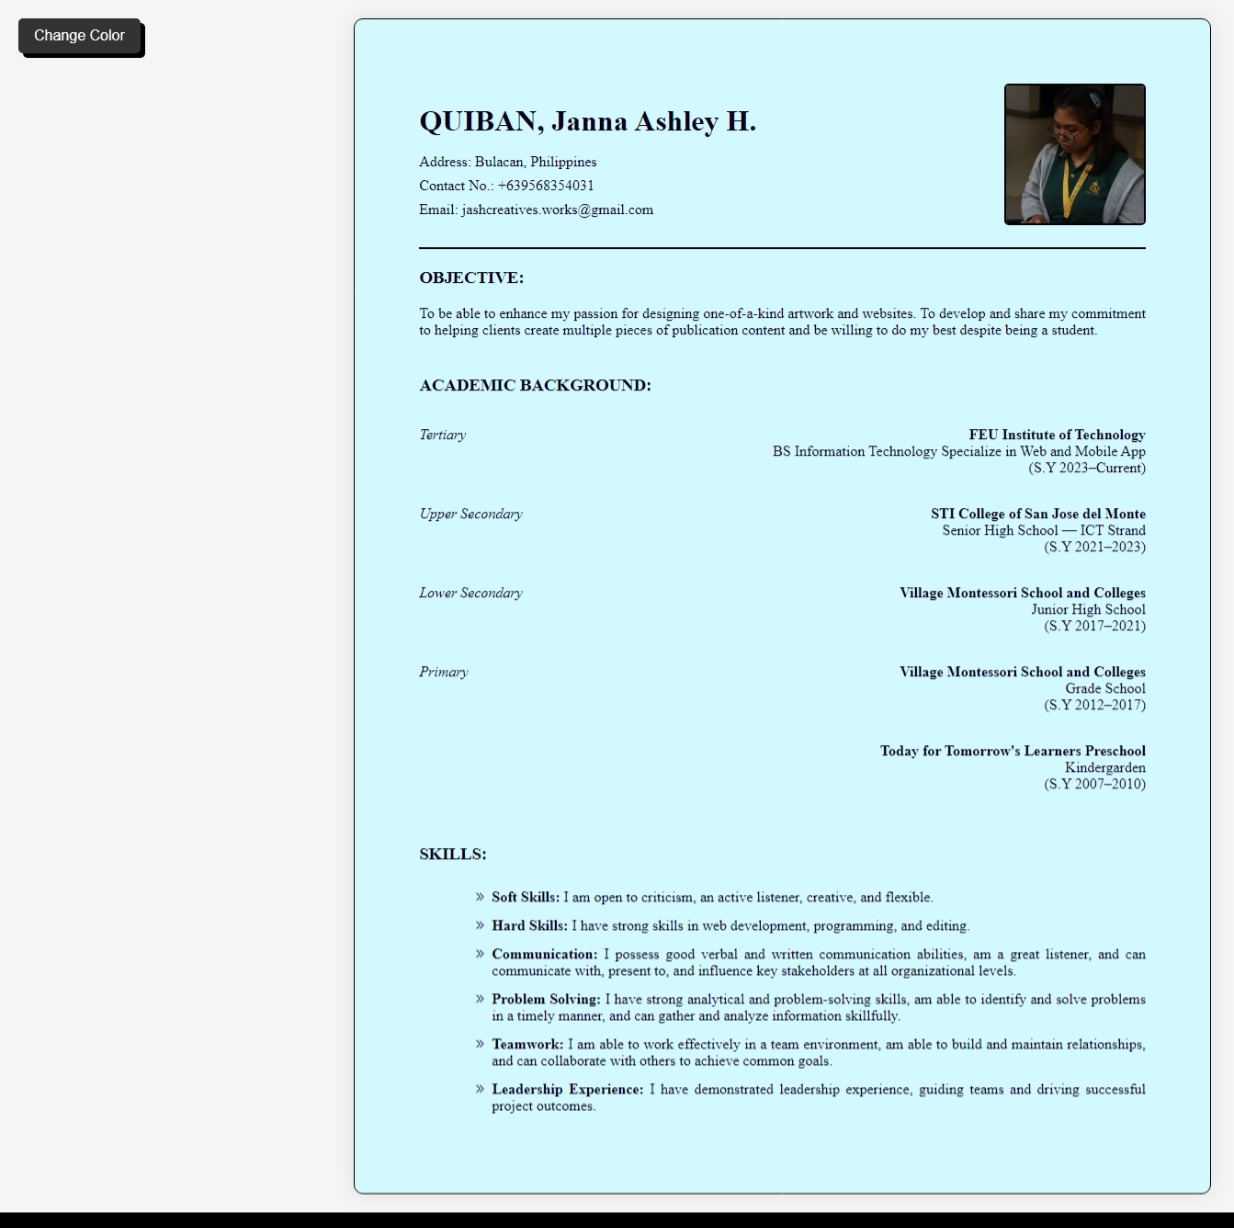 Change Color
QUIBAN, Janna Ashley H.
Address: Bulacan, Philippines
Contact No.: +639568354031
Email: jashcreatives.works@gmail.com
OBJECTIVE:
To be able to enhance my passion for designing one-of-a-kind artwork and websites. To develop and share my commitment
to helping clients create multiple pieces of publication content and be willing to do my best despite being a student.
ACADEMIC BACKGROUND:
Tertiary
FEU Institute of Technology
BS Information Technology Specialize in Web and Mobile App
(S.Y 2023–Current)
Upper Secondary
STI College of San Jose del Monte
Senior High School — ICT Strand
(S.Y 2021–2023)
Lower Secondary
Village Montessori School and Colleges
Junior High School
(S.Y 2017–2021)
Primary
Village Montessori School and Colleges
Grade School
(S.Y 2012–2017)
Today for Tomorrow's Learners Preschool
Kindergarden
(S.Y 2007–2010)
SKILLS:
» Soft Skills: I am open to criticism, an active listener, creative, and flexible.
» Hard Skills: I have strong skills in web development, programming, and editing.
» Communication: I possess good verbal and written communication abilities, am a great listener, and can
communicate with, present to, and influence key stakeholders at all organizational levels.
» Problem Solving: I have strong analytical and problem-solving skills, am able to identify and solve problems
in a timely manner, and can gather and analyze information skillfully.
» Teamwork: I am able to work effectively in a team environment, am able to build and maintain relationships,
and can collaborate with others to achieve common goals.
» Leadership Experience: I have demonstrated leadership experience, guiding teams and driving successful
project outcomes.